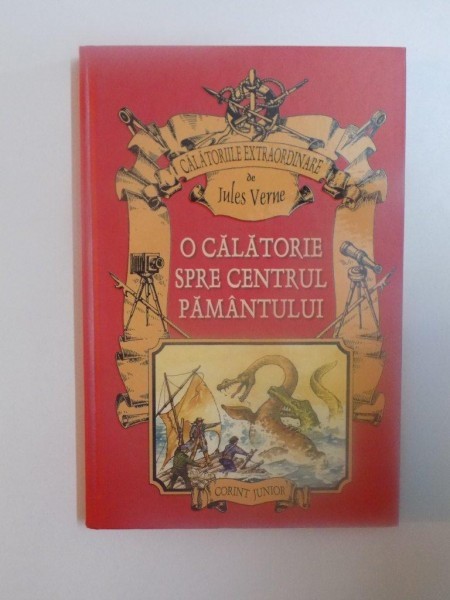 CĂLĂTORIILE EXTRAORDINARE
de
Jules Verne
O CĂLĂTORIE
SPRE CENTRUL
PĂMÂNTULUI
CORINT JUNIOR